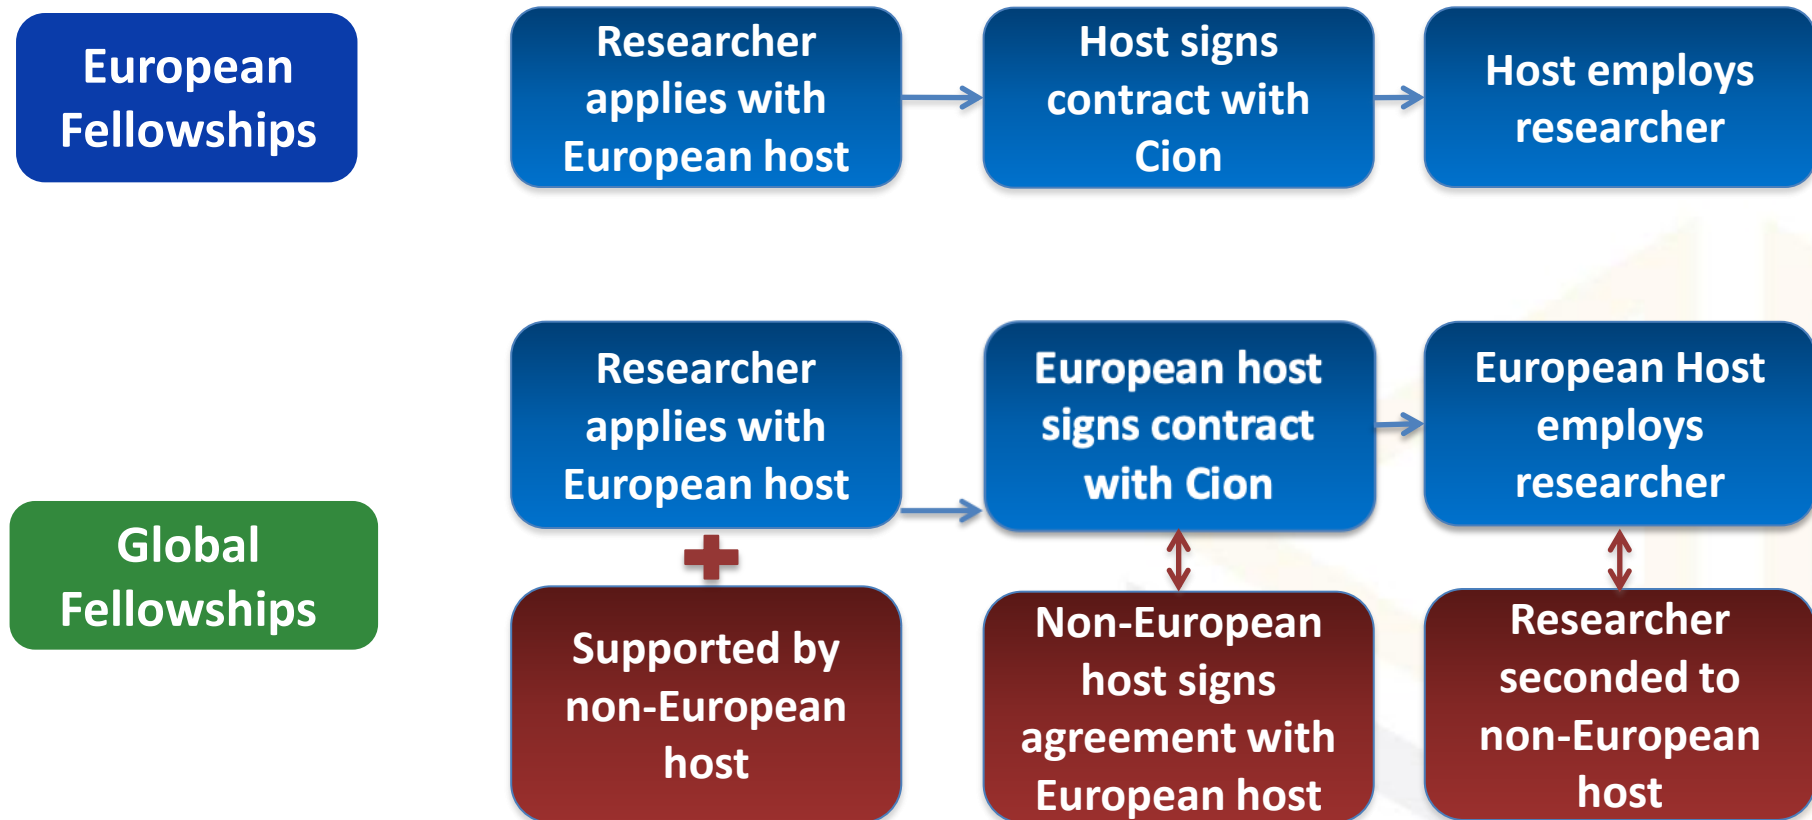 European
Fellowships
Researcher
applies with
European host
Host signs
contract with
Cion
Host employs
researcher
Global
Fellowships
Researcher
applies with
European host
European host
signs contract
with Cion
European Host
employs
researcher
Supported by
non-European
host
Non-European
host signs
agreement with
European host
Researcher
seconded to
non-European
host